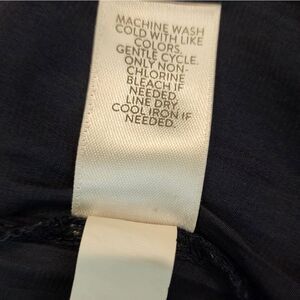 MACHINE WASH
COLD WITH LIKE
COLORS.
GENTLE CYCLE.
ONLY NON-
CHLORINE
BLEACH IF
NEEDED.
LINE DRY.
COOL IRON IF
NEEDED.